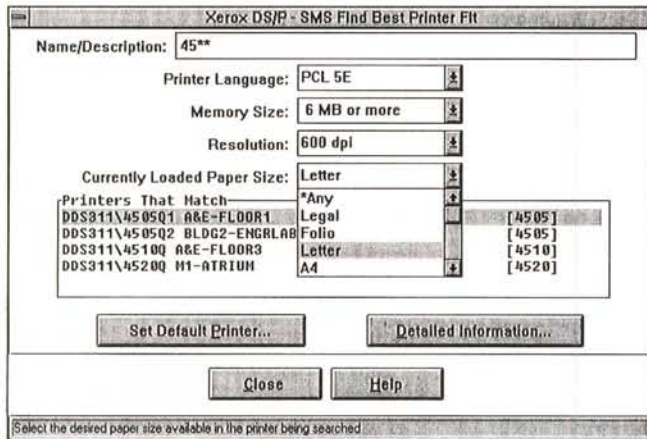 Xerox DS/P - SMS Find Best Printer Fit
Name/Description: 45**
Printer Language: PCL 5E
Memory Size: 6 MB or more
Resolution: 600 dpi
Currently Loaded Paper Size: Letter
*Any
Legal
Folio
Letter
A4
Printers That Match
DDS311\4505Q1 A&E-FLOOR1 [4505]
DDS311\4505Q2 BLDG2-ENGRLAB [4505]
DDS311\4510Q A&E-FLOOR3 [4510]
DDS311\4520Q M1-ATRIUM [4520]
Set Default Printer... Detailed Information...
Close Help
Select the desired paper size available in the printer being searched